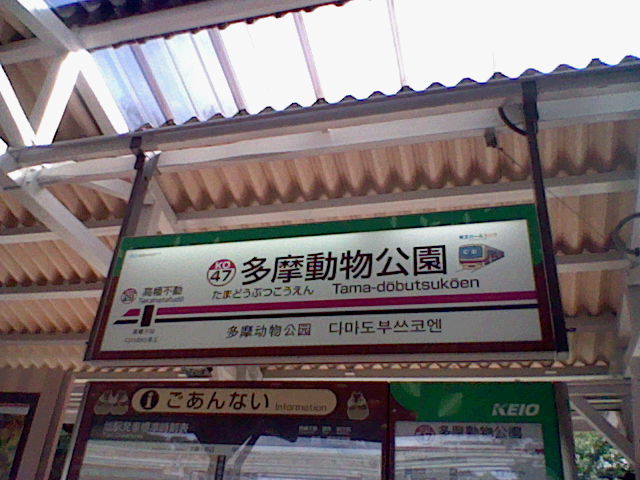 KO
47
多摩動物公園
たまどうぶつこうえん
Tama-dōbutsukōen
KO
29
高幡不動
Takahatafudō
多摩动物公园
다마도부쓰코엔
i ごあんない Information
KEIO
多摩動物公園